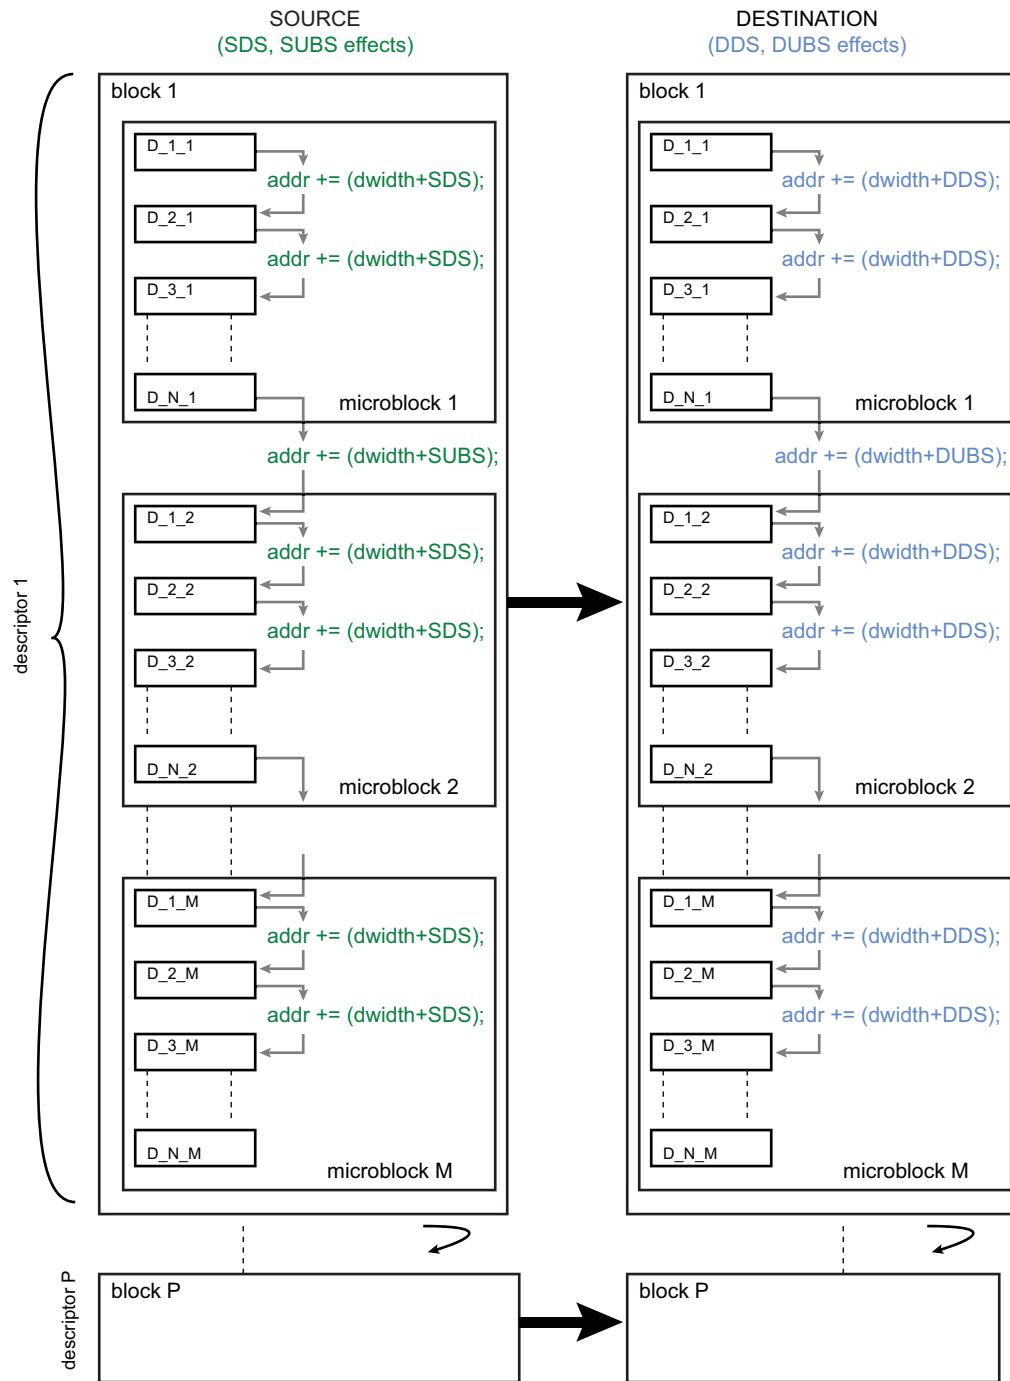 SOURCE
(SDS, SUBS effects)
DESTINATION
(DDS, DUBS effects)
descriptor 1
block 1
D_1_1
addr += (dwidth+SDS);
D_2_1
addr += (dwidth+SDS);
D_3_1
D_N_1
microblock 1
addr += (dwidth+SUBS);
D_1_2
addr += (dwidth+SDS);
D_2_2
addr += (dwidth+SDS);
D_3_2
D_N_2
microblock 2
D_1_M
addr += (dwidth+SDS);
D_2_M
addr += (dwidth+SDS);
D_3_M
D_N_M
microblock M
block 1
D_1_1
addr += (dwidth+DDS);
D_2_1
addr += (dwidth+DDS);
D_3_1
D_N_1
microblock 1
addr += (dwidth+DUBS);
D_1_2
addr += (dwidth+DDS);
D_2_2
addr += (dwidth+DDS);
D_3_2
D_N_2
microblock 2
D_1_M
addr += (dwidth+DDS);
D_2_M
addr += (dwidth+DDS);
D_3_M
D_N_M
microblock M
descriptor P
block P
block P